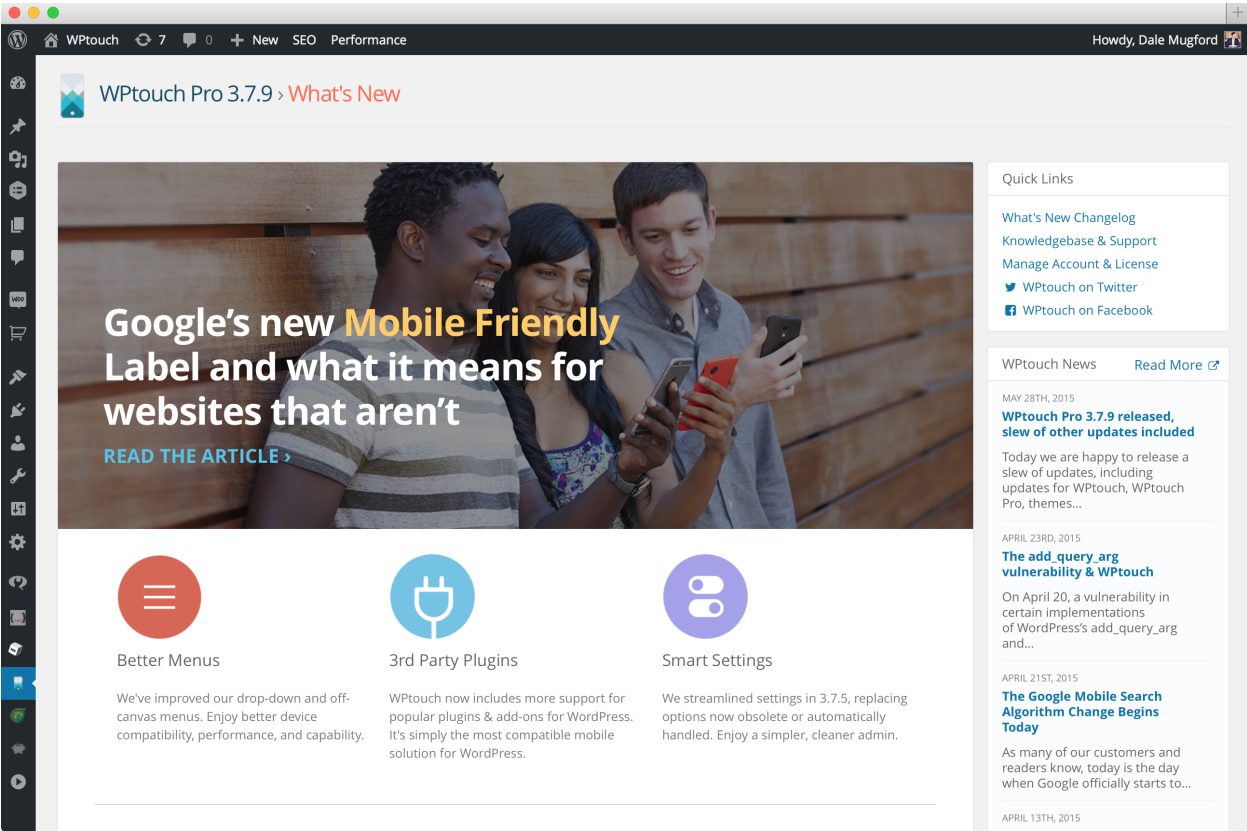 WPtouch 7 0 New SEO Performance Howdy, Dale Mugford
WPtouch Pro 3.7.9 › What's New
Google’s new Mobile Friendly
Label and what it means for
websites that aren’t
READ THE ARTICLE ›
Better Menus
We've improved our drop-down and off-
canvas menus. Enjoy better device
compatibility, performance, and capability.
3rd Party Plugins
WPtouch now includes more support for
popular plugins & add-ons for WordPress.
It's simply the most compatible mobile
solution for WordPress.
Smart Settings
We streamlined settings in 3.7.5, replacing
options now obsolete or automatically
handled. Enjoy a simpler, cleaner admin.
Quick Links
What's New Changelog
Knowledgebase & Support
Manage Account & License
WPtouch on Twitter
WPtouch on Facebook
WPtouch News Read More
MAY 28TH, 2015
WPtouch Pro 3.7.9 released,
slew of other updates included
Today we are happy to release a
slew of updates, including
updates for WPtouch, WPtouch
Pro, themes...
APRIL 23RD, 2015
The add_query_arg
vulnerability & WPtouch
On April 20, a vulnerability in
certain implementations
of WordPress’s add_query_arg
and...
APRIL 21ST, 2015
The Google Mobile Search
Algorithm Change Begins
Today
As many of our customers and
readers know, today is the day
when Google officially starts to...
APRIL 13TH, 2015
WOO